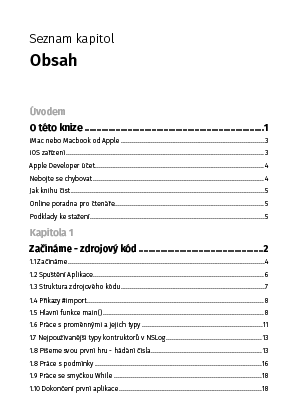 Seznam kapitol
Obsah
Úvodem
O této knize 1
iMac nebo Macbook od Apple 3
iOS zařízení 3
Apple Developer účet 4
Nebojte se chybovat 4
Jak knihu číst 5
Online poradna pro čtenáře 5
Podklady ke stažení 5
Kapitola 1
Začínáme - zdrojový kód 2
1.1Začínáme 4
1.2 Spuštění Aplikace 6
1.3 Struktura zdrojového kódu 7
1.4 Příkazy #import 8
1.5 Hlavní funkce main() 8
1.6 Práce s proměnnými a jejich typy 11
1.7 Nejpoužívanější typy kontruktorů v NSLog 13
1.8 Píšeme svou první hru - hádání čísla 13
1.8 Práce s podmínky 16
1.9 Práce se smyčkou While 18
1.10 Dokončení první aplikace 18